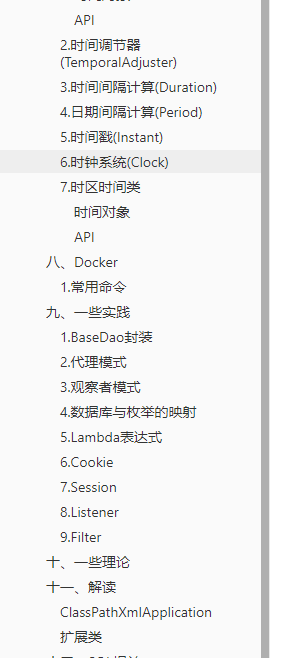 API
2.时间调节器
(TemporalAdjuster)
3.时间间隔计算(Duration)
4.日期间隔计算(Period)
5.时间戳(Instant)
6.时钟系统(Clock)
7.时区时间类
时间对象
API
八、Docker
1.常用命令
九、一些实践
1.BaseDao封装
2.代理模式
3.观察者模式
4.数据库与枚举的映射
5.Lambda表达式
6.Cookie
7.Session
8.Listener
9.Filter
十、一些理论
十一、解读
ClassPathXmlApplication
扩展类